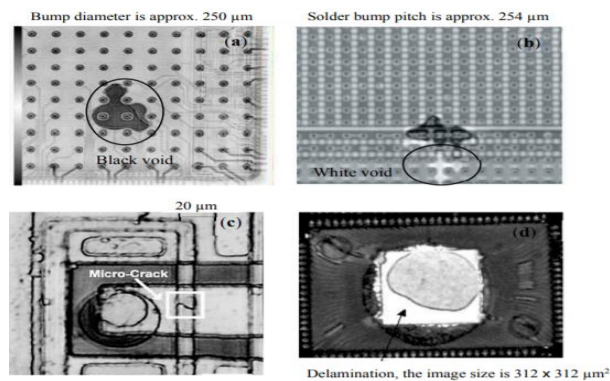 Bump diameter is approx. 250 μm
Solder bump pitch is approx. 254 μm
(a)
Black void
(b)
White void
20 μm
(c)
Micro-Crack
(d)
Delamination, the image size is 312 x 312 μm²